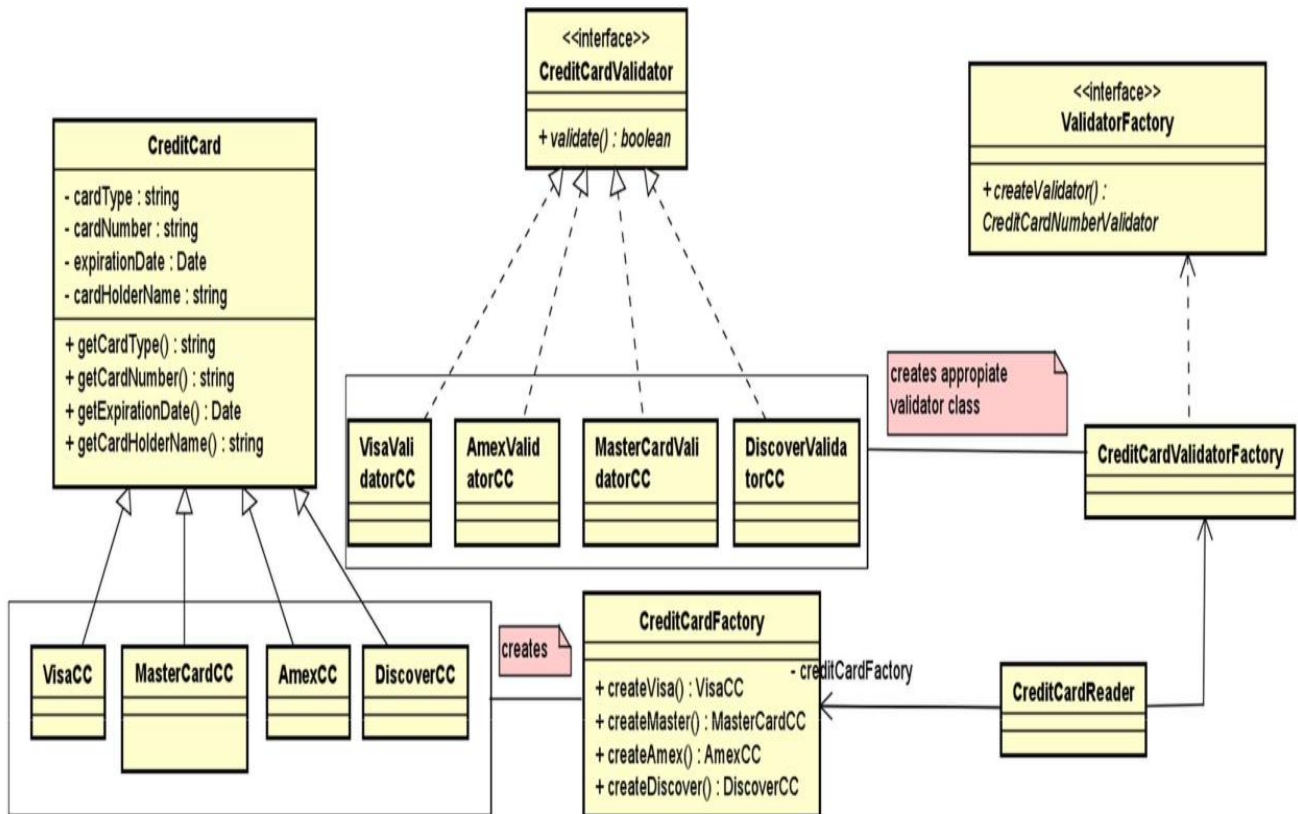 <<interface>>
CreditCardValidator
+ validate() : boolean
<<interface>>
ValidatorFactory
+ createValidator() :
CreditCardNumberValidator
CreditCard
- cardType : string
- cardNumber : string
- expirationDate : Date
- cardHolderName : string
+ getCardType() : string
+ getCardNumber() : string
+ getExpirationDate() : Date
+ getCardHolderName() : string
creates appropiate
validator class
VisaVali
datorCC
AmexValid
atorCC
MasterCardVali
datorCC
DiscoverValida
torCC
CreditCardValidatorFactory
VisaCC
MasterCardCC
AmexCC
DiscoverCC
creates
CreditCardFactory
+ createVisa() : VisaCC
+ createMaster() : MasterCardCC
+ createAmex() : AmexCC
+ createDiscover() : DiscoverCC
- creditCardFactory
CreditCardReader